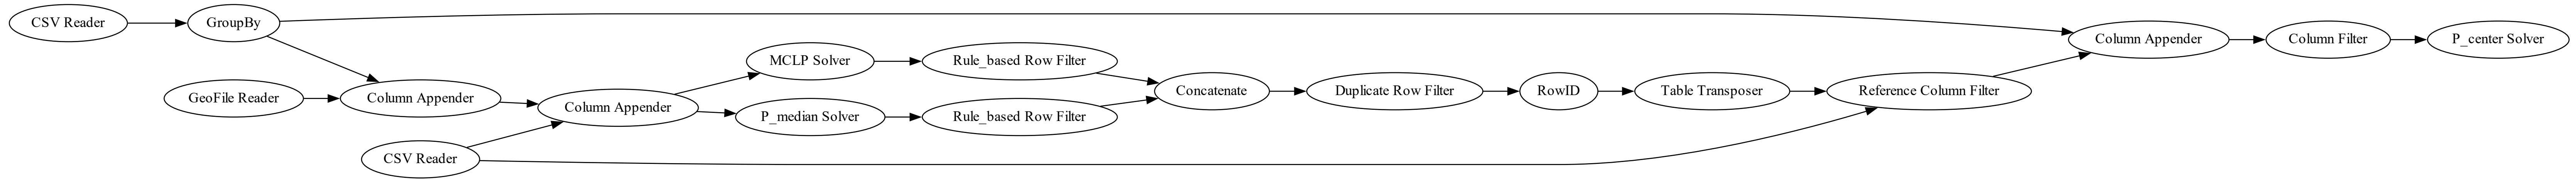 CSV Reader
GroupBy
GeoFile Reader
Column Appender
CSV Reader
Column Appender
MCLP Solver
P_median Solver
Rule_based Row Filter
Rule_based Row Filter
Concatenate
Duplicate Row Filter
RowID
Table Transposer
Reference Column Filter
Column Appender
Column Filter
P_center Solver